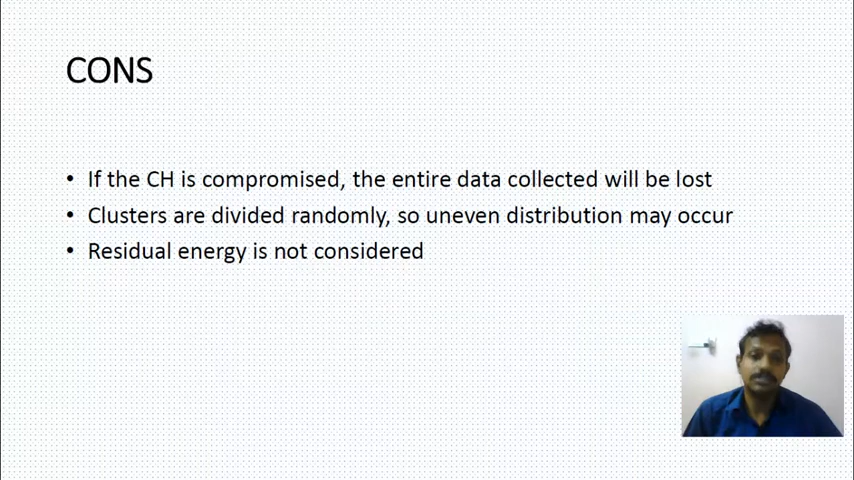 CONS
• If the CH is compromised, the entire data collected will be lost
• Clusters are divided randomly, so uneven distribution may occur
• Residual energy is not considered